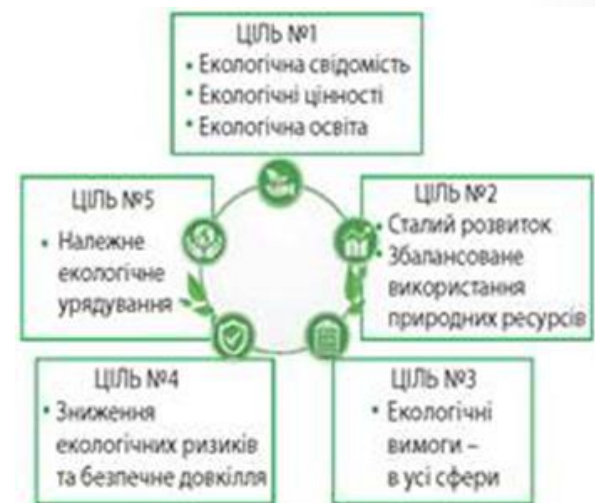 ЦІЛЬ №1
• Екологічна свідомість
• Екологічні цінності
• Екологічна освіта
ЦІЛЬ №2
• Сталий розвиток
• Збалансоване
використання
природних ресурсів
ЦІЛЬ №3
• Екологічні
вимоги –
в усі сфери
ЦІЛЬ №4
• Зниження
екологічних ризиків
та безпечне довкілля
ЦІЛЬ №5
• Належне
екологічне
урядування